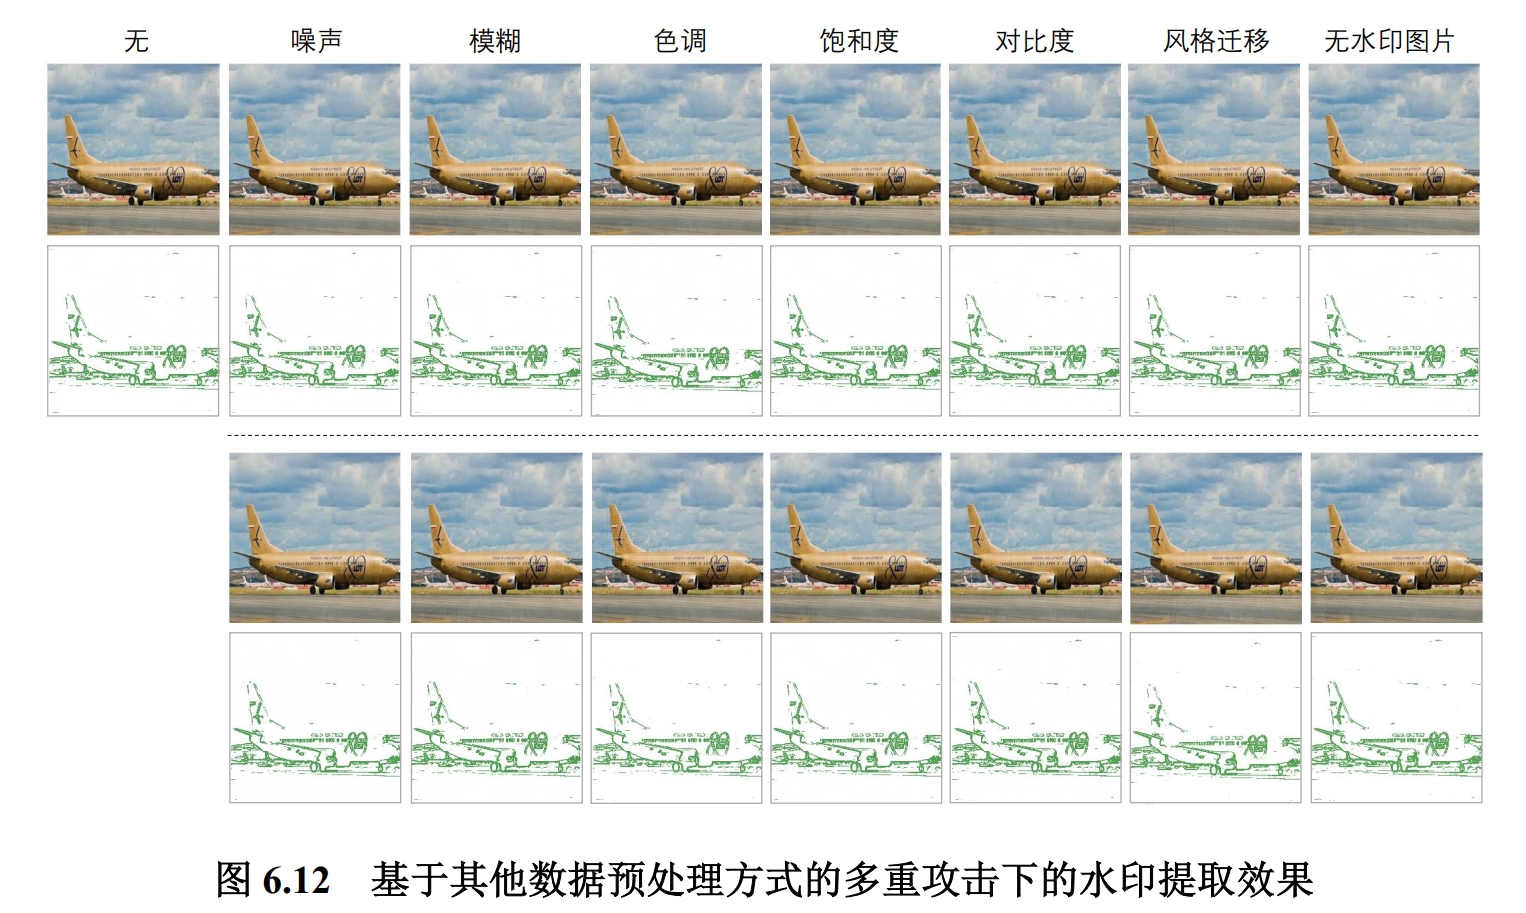 无 噪声 模糊 色调 饱和度 对比度 风格迁移 无水印图片
图 6.12 基于其他数据预处理方式的多重攻击下的水印提取效果